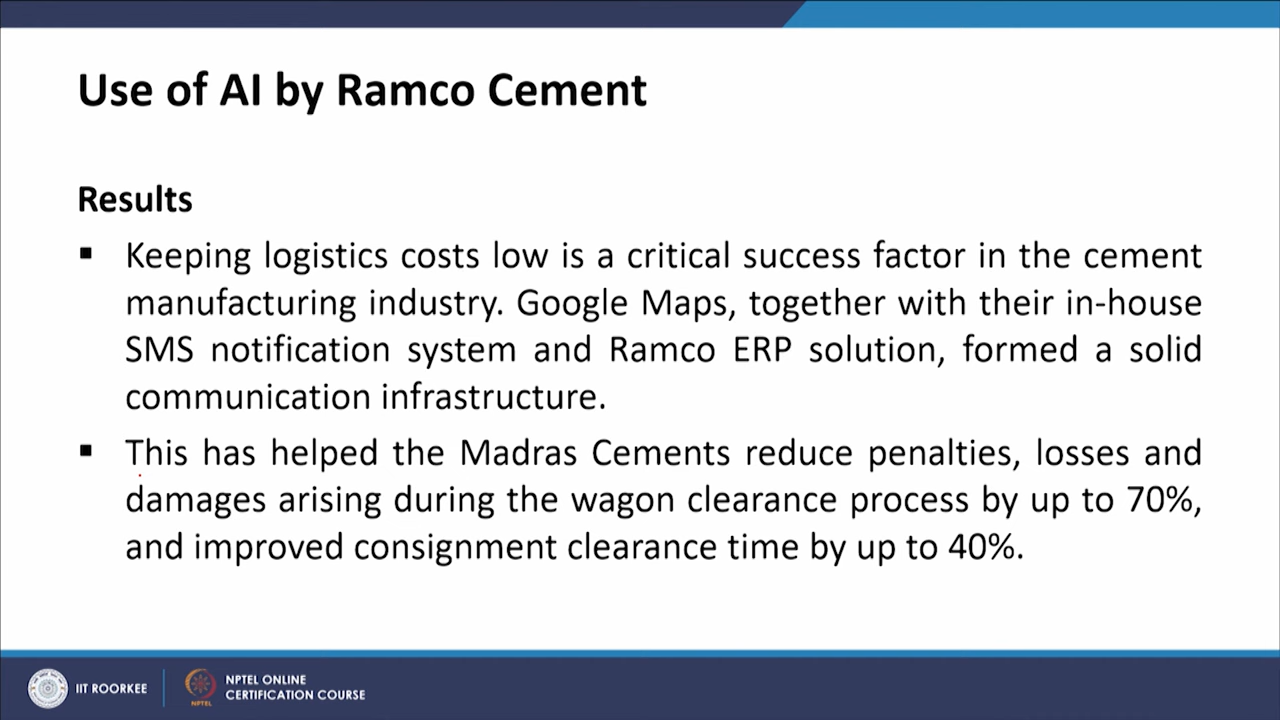 Use of AI by Ramco Cement
Results
▪ Keeping logistics costs low is a critical success factor in the cement
manufacturing industry. Google Maps, together with their in-house
SMS notification system and Ramco ERP solution, formed a solid
communication infrastructure.
▪ This has helped the Madras Cements reduce penalties, losses and
damages arising during the wagon clearance process by up to 70%,
and improved consignment clearance time by up to 40%.
IIT ROORKEE
NPTEL
NPTEL ONLINE
CERTIFICATION COURSE